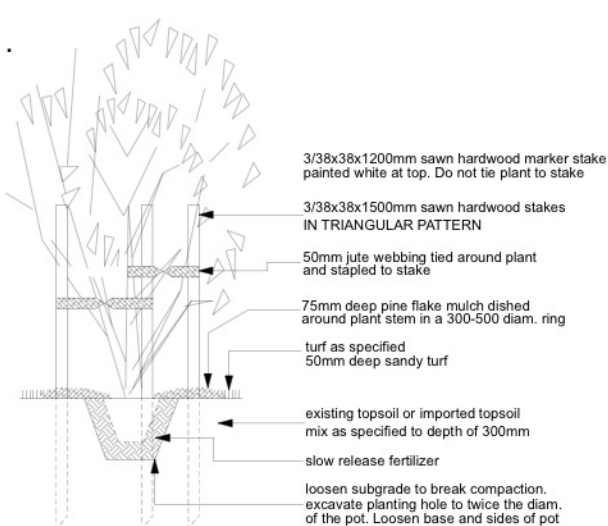 3/38x38x1200mm sawn hardwood marker stake
painted white at top. Do not tie plant to stake
3/38x38x1500mm sawn hardwood stakes
IN TRIANGULAR PATTERN
50mm jute webbing tied around plant
and stapled to stake
75mm deep pine flake mulch dished
around plant stem in a 300-500 diam. ring
turf as specified
50mm deep sandy turf
existing topsoil or imported topsoil
mix as specified to depth of 300mm
slow release fertilizer
loosen subgrade to break compaction.
excavate planting hole to twice the diam.
of the pot. Loosen base and sides of pot